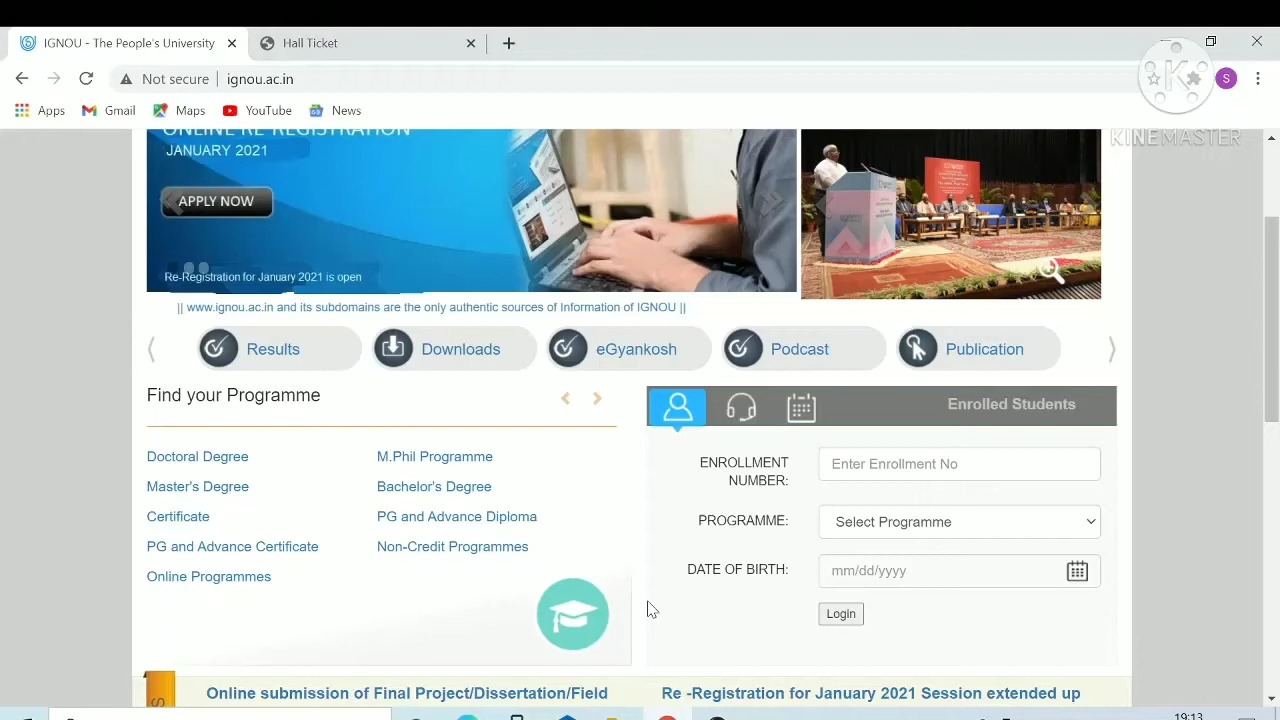 IGNOU - The People's University
Hall Ticket
Not secure
ignou.ac.in
S
Apps
Gmail
Maps
YouTube
News
KINEMASTER
ONLINE RE REGISTRATION
JANUARY 2021
APPLY NOW
Re-Registration for January 2021 is open
|| www.ignou.ac.in and its subdomains are the only authentic sources of Information of IGNOU ||
Results
Downloads
eGyankosh
Podcast
Publication
Find your Programme
Doctoral Degree
M.Phil Programme
Master's Degree
Bachelor's Degree
Certificate
PG and Advance Diploma
PG and Advance Certificate
Non-Credit Programmes
Online Programmes
Enrolled Students
ENROLLMENT
NUMBER:
Enter Enrollment No
PROGRAMME:
Select Programme
DATE OF BIRTH:
mm/dd/yyyy
Login
Online submission of Final Project/Dissertation/Field
Re -Registration for January 2021 Session extended up
19:13